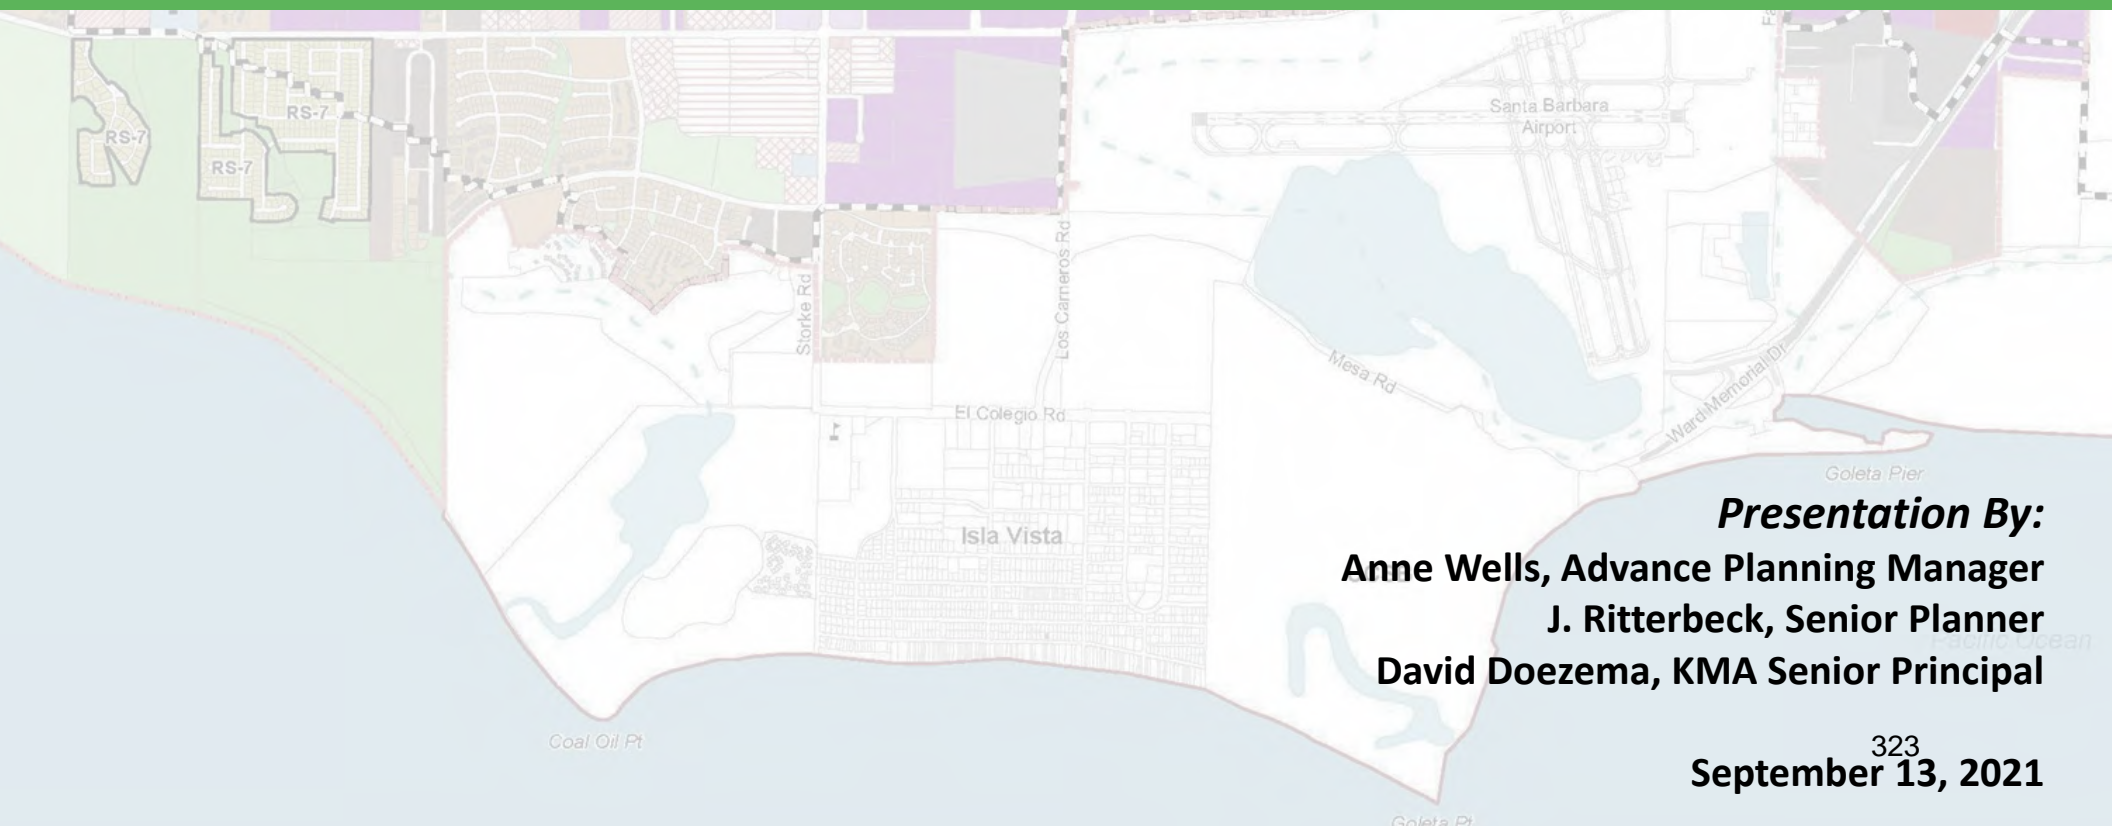 RS-7
RS-7
RS-7
Santa Barbara
Airport
Storke Rd
Los Carneros Rd
Mesa Rd
Ward Memorial Dr
El Colegio Rd
Goleta Pier
Isla Vista
Presentation By:
Anne Wells, Advance Planning Manager
J. Ritterbeck, Senior Planner
Pacific Ocean
David Doezema, KMA Senior Principal
Coal Oil Pt
323
September 13, 2021
Goleta Pt